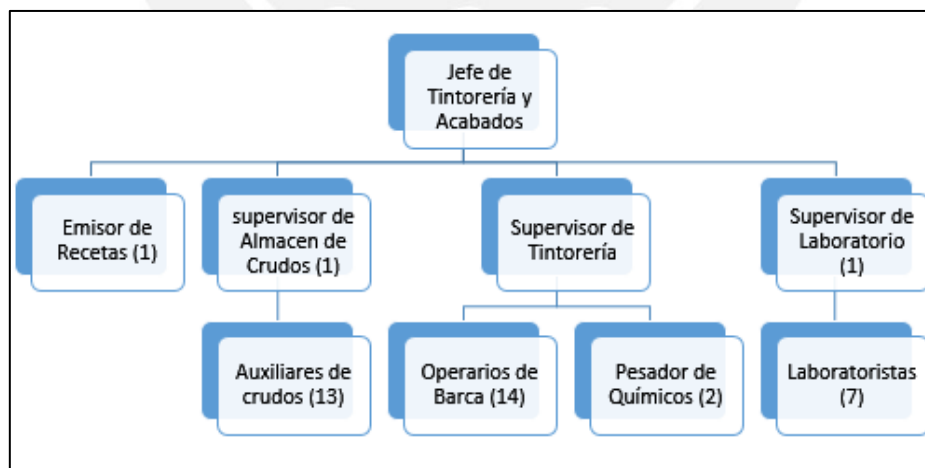 Jefe de
Tintorería y
Acabados
Emisor de
Recetas (1)
supervisor de
Almacen de
Crudos (1)
Supervisor de
Tintorería
Supervisor de
Laboratorio
(1)
Auxiliares de
crudos (13)
Operarios de
Barca (14)
Pesador de
Químicos (2)
Laboratoristas
(7)